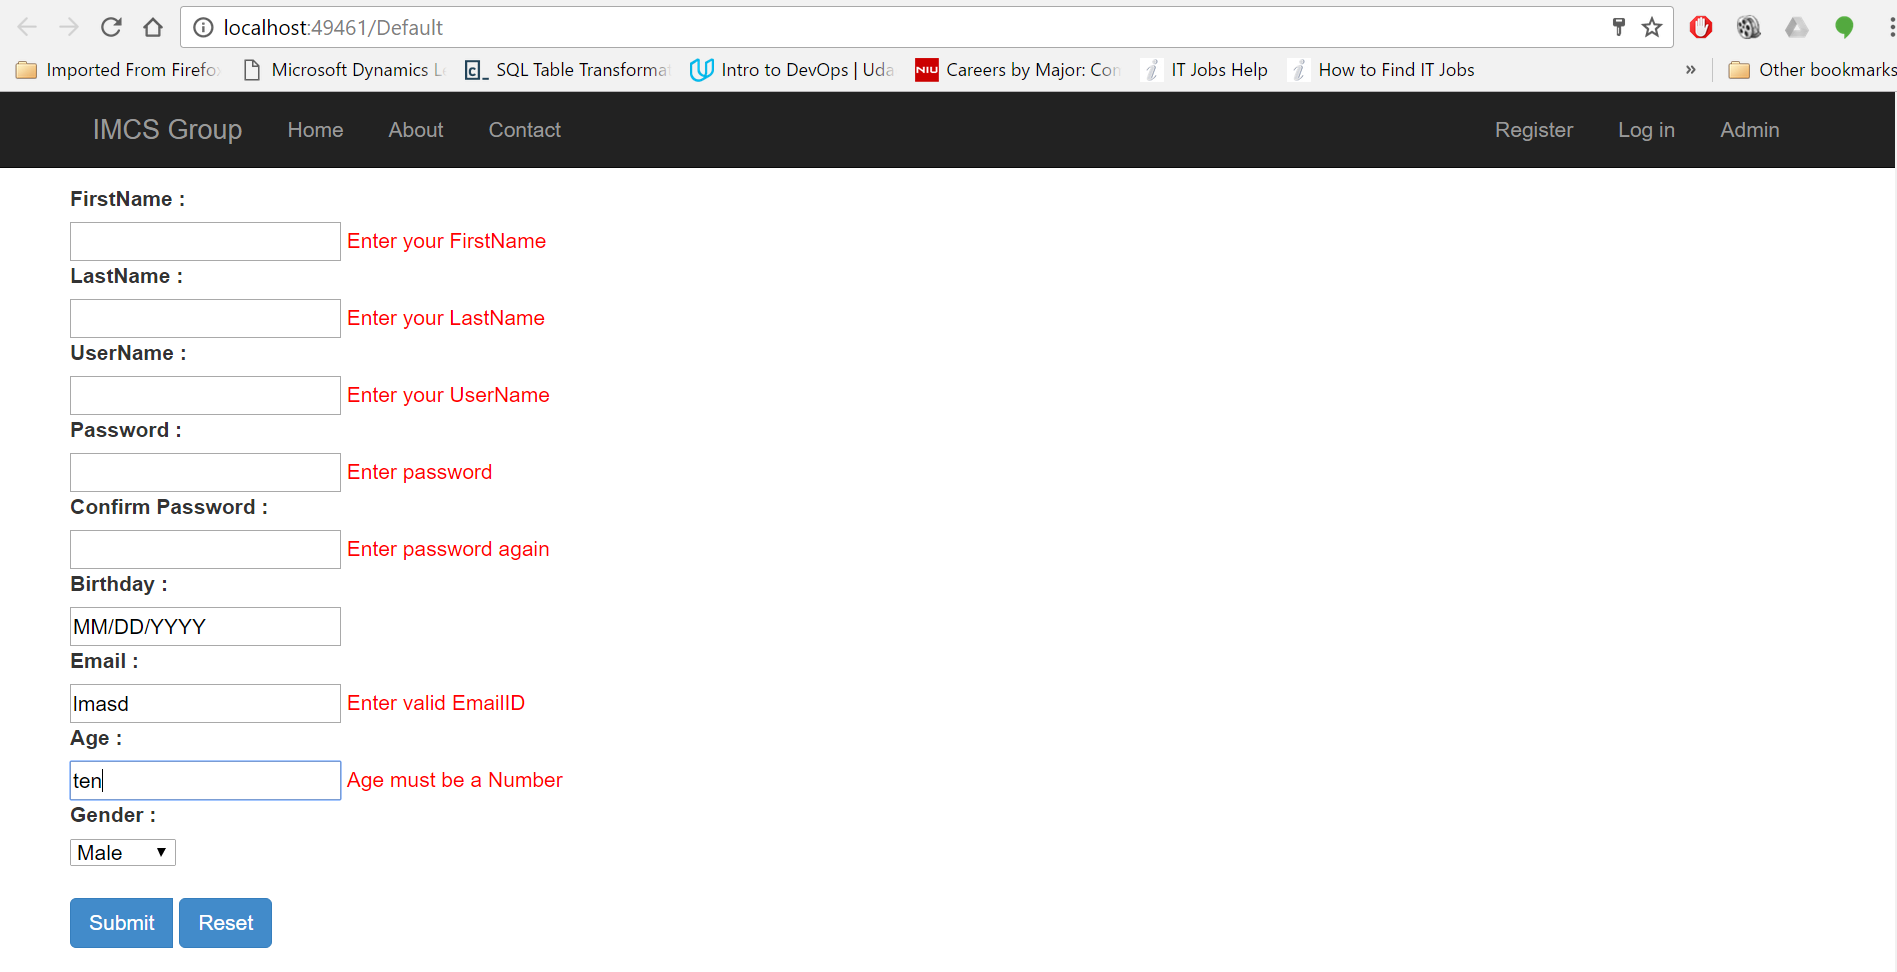 localhost:49461/Default
Imported From Firefo Microsoft Dynamics L SQL Table Transforma Intro to DevOps | Uda NIU Careers by Major: Con IT Jobs Help How to Find IT Jobs » Other bookmarks
IMCS Group Home About Contact Register Log in Admin
FirstName :
Enter your FirstName
LastName :
Enter your LastName
UserName :
Enter your UserName
Password :
Enter password
Confirm Password :
Enter password again
Birthday :
MM/DD/YYYY
Email :
lmasd Enter valid EmailID
Age :
ten Age must be a Number
Gender :
Male
Submit Reset